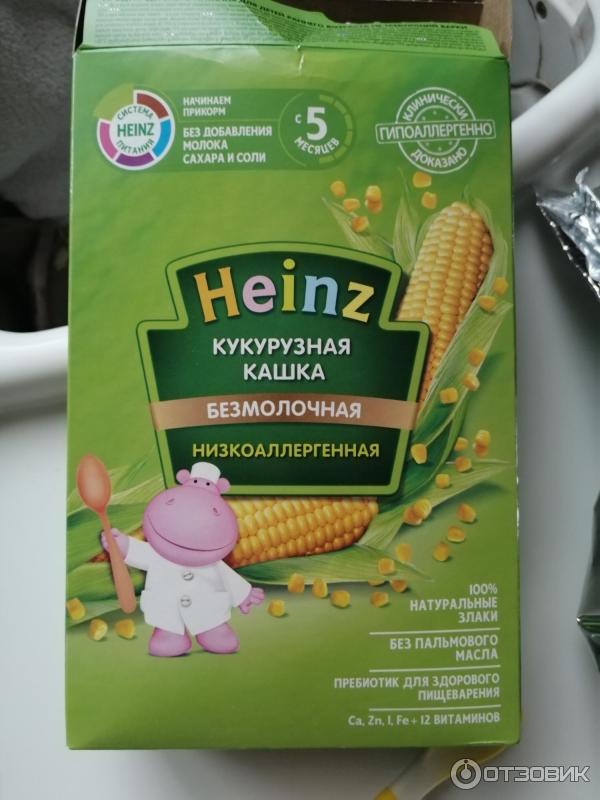 СИСТЕМА
HEINZ
ПИТАНИЯ
НАЧИНАЕМ
ПРИКОРМ
БЕЗ ДОБАВЛЕНИЯ
МОЛОКА
САХАРА И СОЛИ
С 5
МЕСЯЦЕВ
КЛИНИЧЕСКИ
ГИПОАЛЛЕРГЕННО
ДОКАЗАНО
Heinz
КУКУРУЗНАЯ
КАШКА
БЕЗМОЛОЧНАЯ
НИЗКОАЛЛЕРГЕННАЯ
100%
НАТУРАЛЬНЫЕ
ЗЛАКИ
БЕЗ ПАЛЬМОВОГО
МАСЛА
ПРЕБИОТИК ДЛЯ ЗДОРОВОГО
ПИЩЕВАРЕНИЯ
Ca, Zn, I, Fe + 12 ВИТАМИНОВ
ОТЗОВИК